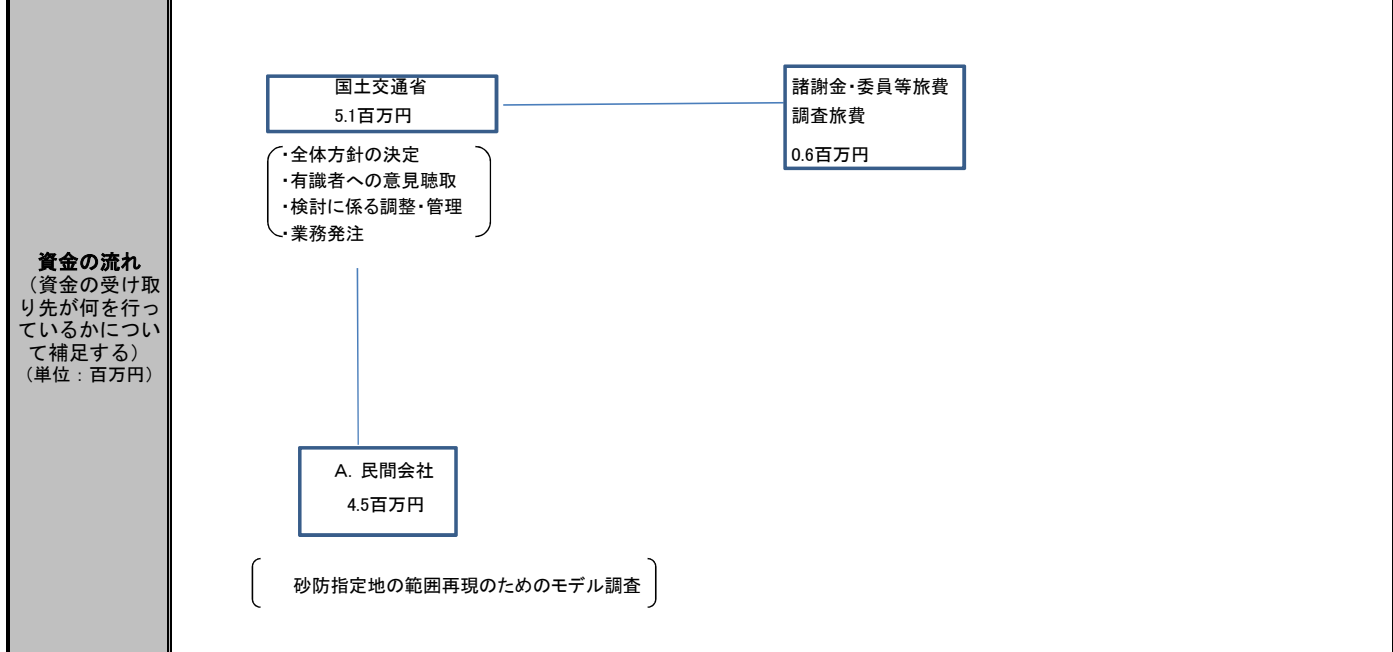 資金の流れ
（資金の受け取
り先が何を行っ
ているかについ
て補足する）
（単位：百万円）
国土交通省
5.1百万円
・全体方針の決定
・有識者への意見聴取
・検討に係る調整・管理
・業務発注
諸謝金・委員等旅費
調査旅費
0.6百万円
A. 民間会社
4.5百万円
砂防指定地の範囲再現のためのモデル調査